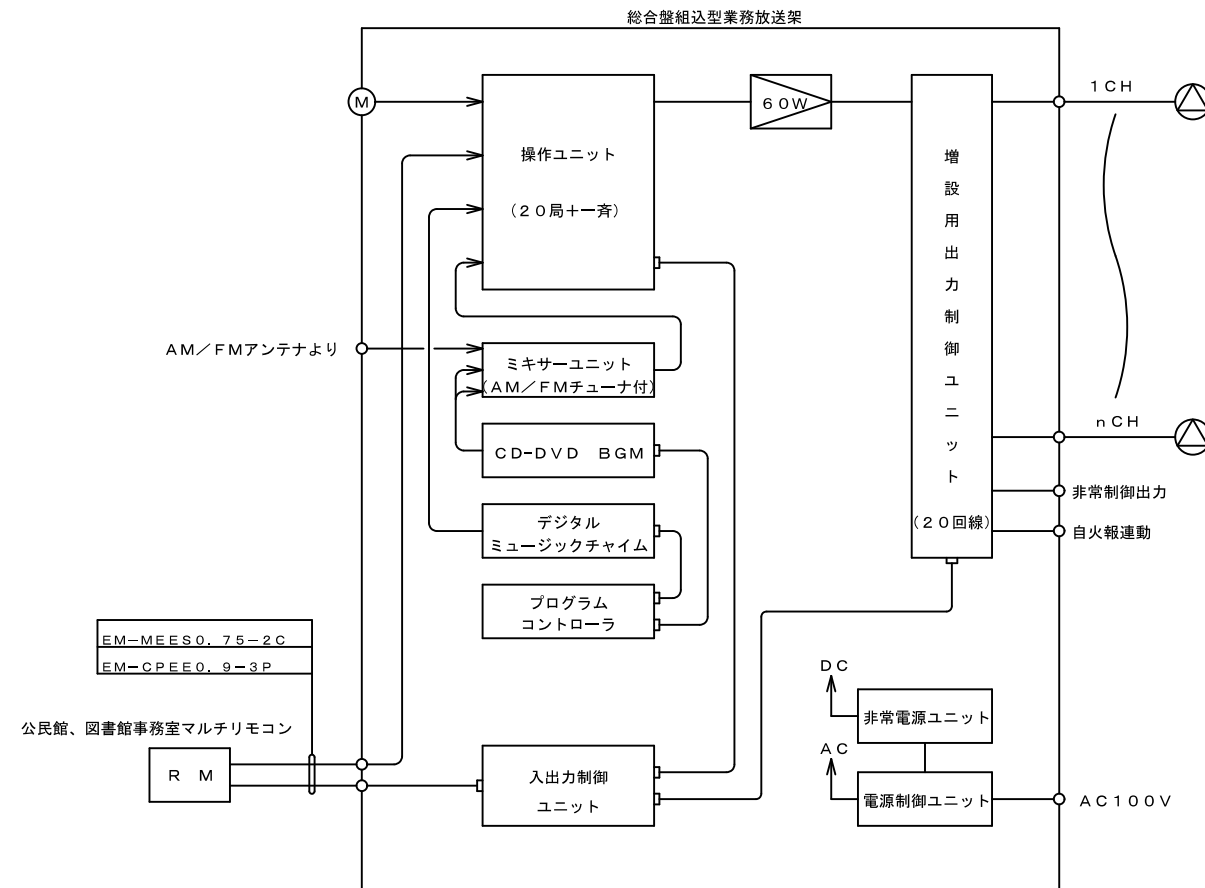 総合盤組込型業務放送架
M
操作ユニット
(20局+一斉)
60W
増設用出力制御ユニット
(20回線)
1CH
nCH
非常制御出力
自火報連動
AM/FMアンテナより
ミキサーユニット
(AM/FMチューナ付)
CD-DVD BGM
デジタル
ミュージックチャイム
プログラム
コントローラ
EM-MEES0.75-2C
EM-CPEE0.9-3P
公民館、図書館事務室マルチリモコン
R M
入出力制御
ユニット
DC
非常電源ユニット
AC
電源制御ユニット
AC100V